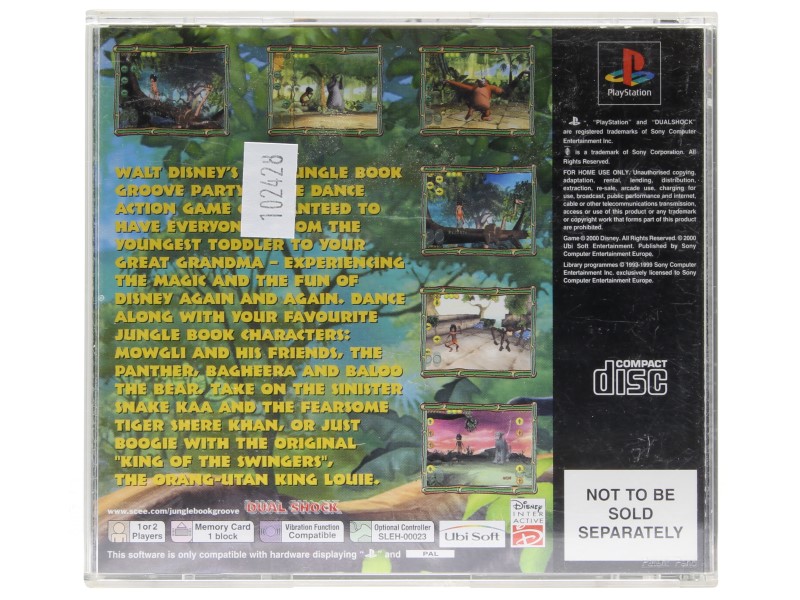 WALT DISNEY'S JUNGLE BOOK
GROOVE PARTY DANCE
ACTION GAME
HAVE
YOUNGEST TODDLER TO YOUR
GREAT GRANDMA - EXPERIENCING
THE MAGIC AND THE FUN OF
DISNEY AGAIN AND AGAIN. DANCE
ALONG WITH YOUR FAVOURITE
JUNGLE BOOK CHARACTERS:
MOWGLI AND HIS FRIENDS, THE
PANTHER, BAGHEERA AND BALOO
THE BEAR. TAKE ON THE SINISTER
SNAKE KAA AND THE FEARSOME
TIGER SHERE KHAN, OR JUST
BOOGIE WITH THE ORIGINAL
"KING OF THE SWINGERS",
THE ORANG-UTAN KING LOUIE.
102428
www.scee.com/junglebookgroove
DUAL SHOCK
1 or 2
Players
Memory Card
1 block
Vibration Function
Compatible
Optional Controller
SLEH-00023
Ubi Soft
DISNEY
INTER
ACTIVE
This software is only compatible with hardware displaying " " and PAL
PlayStation
" ", "PlayStation" and "DUALSHOCK"
are registered trademarks of Sony Computer
Entertainment Inc.
" " is a trademark of Sony Corporation. All
Rights Reserved.
FOR HOME USE ONLY. Unauthorised copying,
adaptation, rental, lending, distribution,
extraction, re-sale, arcade use, charging for
use, broadcast, public performance and internet,
cable or other telecommunications transmission,
access or use of this product or any trademark
or copyright work that forms part of this product
are prohibited.
Game © 2000 Disney. All Rights Reserved. © 2000
Ubi Soft Entertainment. Published by Sony
Computer Entertainment Europe.
Library programmes © 1993-1999 Sony Computer
Entertainment Inc. exclusively licensed to Sony
Computer Entertainment Europe.
COMPACT
disc
NOT TO BE
SOLD
SEPARATELY